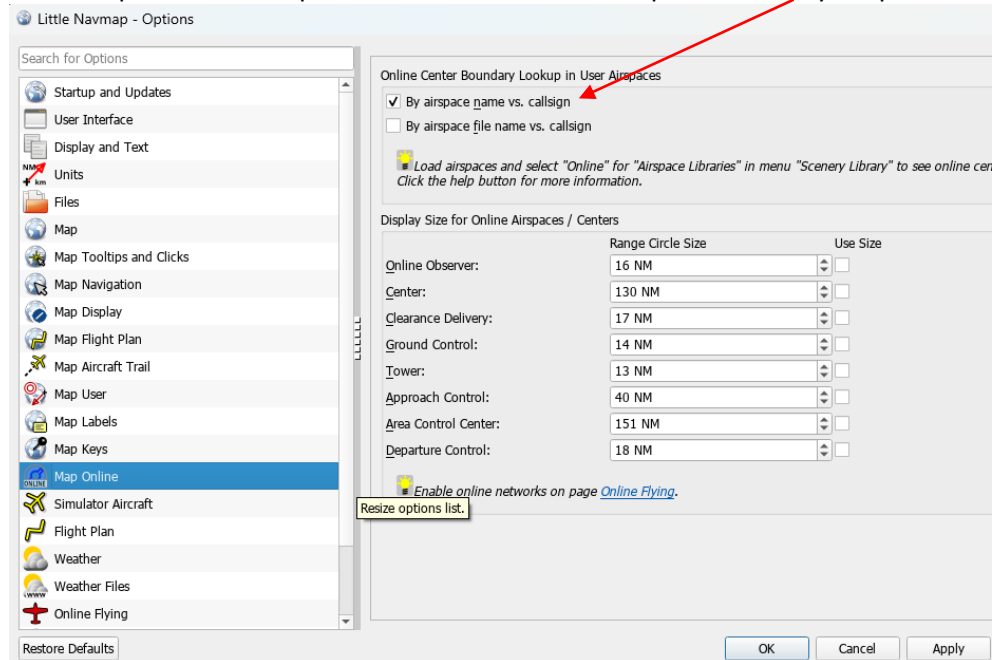 Little Navmap - Options
Search for Options
Startup and Updates
User Interface
Display and Text
Units
Files
Map
Map Tooltips and Clicks
Map Navigation
Map Display
Map Flight Plan
Map Aircraft Trail
Map User
Map Labels
Map Keys
Map Online
Simulator Aircraft
Flight Plan
Weather
Weather Files
Online Flying
Restore Defaults
Online Center Boundary Lookup in User Airspaces
By airspace name vs. callsign
By airspace file name vs. callsign
Load airspaces and select "Online" for "Airspace Libraries" in menu "Scenery Library" to see online cen
Click the help button for more information.
Display Size for Online Airspaces / Centers
Range Circle Size Use Size
Online Observer: 16 NM
Center: 130 NM
Clearance Delivery: 17 NM
Ground Control: 14 NM
Tower: 13 NM
Approach Control: 40 NM
Area Control Center: 151 NM
Departure Control: 18 NM
Enable online networks on page Online Flying.
Resize options list.
OK Cancel Apply